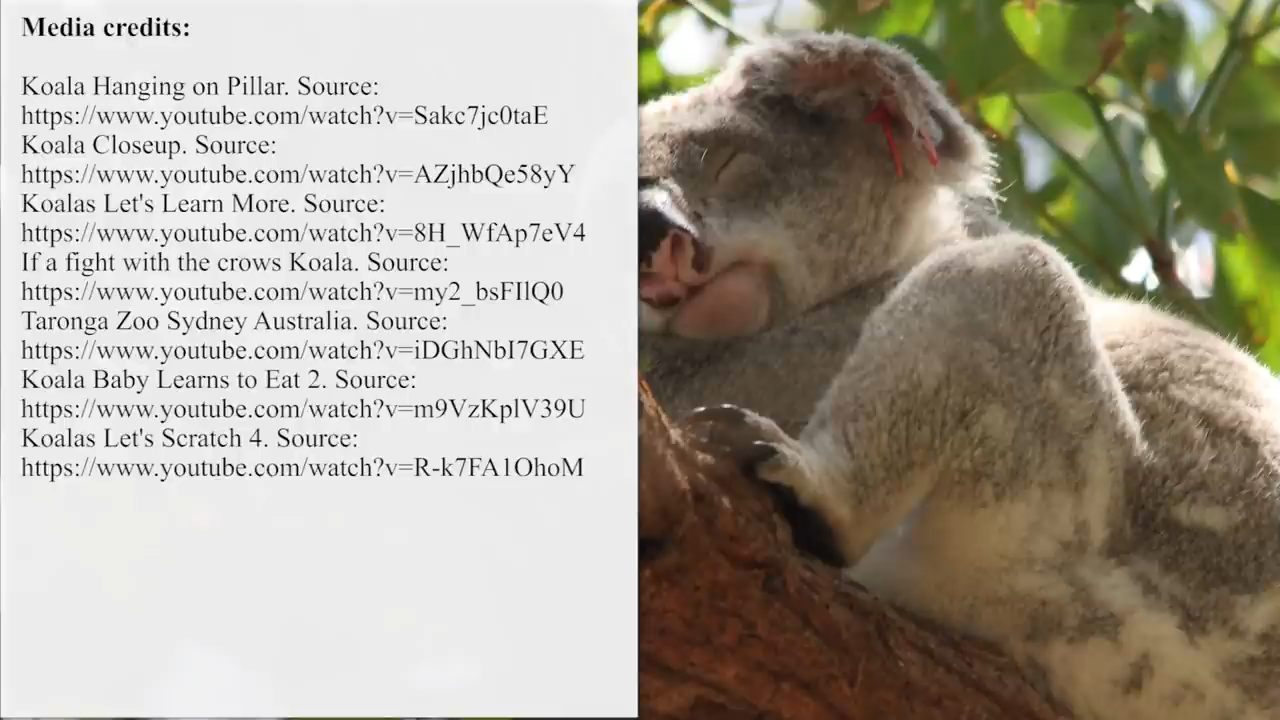 Media credits:
Koala Hanging on Pillar. Source:
https://www.youtube.com/watch?v=Sakc7jc0taE
Koala Closeup. Source:
https://www.youtube.com/watch?v=AZjhbQe58yY
Koalas Let's Learn More. Source:
https://www.youtube.com/watch?v=8H_WfAp7eV4
If a fight with the crows Koala. Source:
https://www.youtube.com/watch?v=my2_bsFIlQ0
Taronga Zoo Sydney Australia. Source:
https://www.youtube.com/watch?v=iDGhNbI7GXE
Koala Baby Learns to Eat 2. Source:
https://www.youtube.com/watch?v=m9VzKplV39U
Koalas Let's Scratch 4. Source:
https://www.youtube.com/watch?v=R-k7FA1OhoM